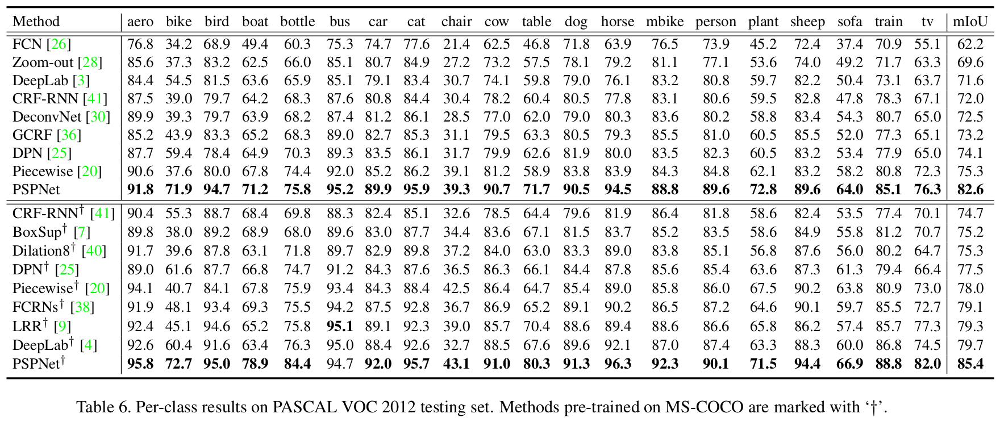 Method aero bike bird boat bottle bus car cat chair cow table dog horse mbike person plant sheep sofa train tv mIoU
FCN [26] 76.8 34.2 68.9 49.4 60.3 75.3 74.7 77.6 21.4 62.5 46.8 71.8 63.9 76.5 73.9 45.2 72.4 37.4 70.9 55.1 62.2
Zoom-out [28] 85.6 37.3 83.2 62.5 66.0 85.1 80.7 84.9 27.2 73.2 57.5 78.1 79.2 81.1 77.1 53.6 74.0 49.2 71.7 63.3 69.6
DeepLab [3] 84.4 54.5 81.5 63.6 65.9 85.1 79.1 83.4 30.7 74.1 59.8 79.0 76.1 83.2 80.8 59.7 82.2 50.4 73.1 63.7 71.6
CRF-RNN [41] 87.5 39.0 79.7 64.2 68.3 87.6 80.8 84.4 30.4 78.2 60.4 80.5 77.8 83.1 80.6 59.5 82.8 47.8 78.3 67.1 72.0
DeconvNet [30] 89.9 39.3 79.7 63.9 68.2 87.4 81.2 86.1 28.5 77.0 62.0 79.0 80.3 83.6 80.2 58.8 83.4 54.3 80.7 65.0 72.5
GCRF [36] 85.2 43.9 83.3 65.2 68.3 89.0 82.7 85.3 31.1 79.5 63.3 80.5 79.3 85.5 81.0 60.5 85.5 52.0 77.3 65.1 73.2
DPN [25] 87.7 59.4 78.4 64.9 70.3 89.3 83.5 86.1 31.7 79.9 62.6 81.9 80.0 83.5 82.3 60.5 83.2 53.4 77.9 65.0 74.1
Piecewise [20] 90.6 37.6 80.0 67.8 74.4 92.0 85.2 86.2 39.1 81.2 58.9 83.8 83.9 84.3 84.8 62.1 83.2 58.2 80.8 72.3 75.3
PSPNet 91.8 71.9 94.7 71.2 75.8 95.2 89.9 95.9 39.3 90.7 71.7 90.5 94.5 88.8 89.6 72.8 89.6 64.0 85.1 76.3 82.6
CRF-RNN† [41] 90.4 55.3 88.7 68.4 69.8 88.3 82.4 85.1 32.6 78.5 64.4 79.6 81.9 86.4 81.8 58.6 82.4 53.5 77.4 70.1 74.7
BoxSup† [7] 89.8 38.0 89.2 68.9 68.0 89.6 83.0 87.7 34.4 83.6 67.1 81.5 83.7 85.2 83.5 58.6 84.9 55.8 81.2 70.7 75.2
Dilation8† [40] 91.7 39.6 87.8 63.1 71.8 89.7 82.9 89.8 37.2 84.0 63.0 83.3 89.0 83.8 85.1 56.8 87.6 56.0 80.2 64.7 75.3
DPN† [25] 89.0 61.6 87.7 66.8 74.7 91.2 84.3 87.6 36.5 86.3 66.1 84.4 87.8 85.6 85.4 63.6 87.3 61.3 79.4 66.4 77.5
Piecewise† [20] 94.1 40.7 84.1 67.8 75.9 93.4 84.3 88.4 42.5 86.4 64.7 85.4 89.0 85.8 86.0 67.5 90.2 63.8 80.9 73.0 78.0
FCRNs† [38] 91.9 48.1 93.4 69.3 75.5 94.2 87.5 92.8 36.7 86.9 65.2 89.1 90.2 86.5 87.2 64.6 90.1 59.7 85.5 72.7 79.1
LRR† [9] 92.4 45.1 94.6 65.2 75.8 95.1 89.1 92.3 39.0 85.7 70.4 88.6 89.4 88.6 86.6 65.8 86.2 57.4 85.7 77.3 79.3
DeepLab† [4] 92.6 60.4 91.6 63.4 76.3 95.0 88.4 92.6 32.7 88.5 67.6 89.6 92.1 87.0 87.4 63.3 88.3 60.0 86.8 74.5 79.7
PSPNet† 95.8 72.7 95.0 78.9 84.4 94.7 92.0 95.7 43.1 91.0 80.3 91.3 96.3 92.3 90.1 71.5 94.4 66.9 88.8 82.0 85.4
Table 6. Per-class results on PASCAL VOC 2012 testing set. Methods pre-trained on MS-COCO are marked with ‘†’.